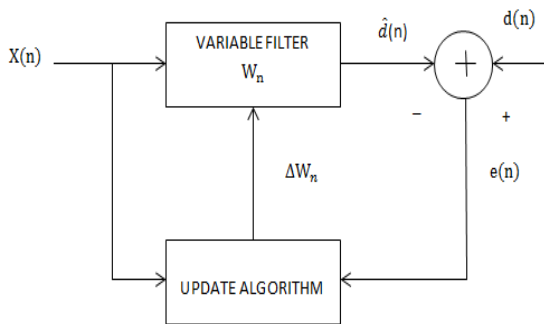 X(n)
VARIABLE FILTER
Wₙ
d̂(n)
d(n)
+
−
+
e(n)
ΔWₙ
UPDATE ALGORITHM